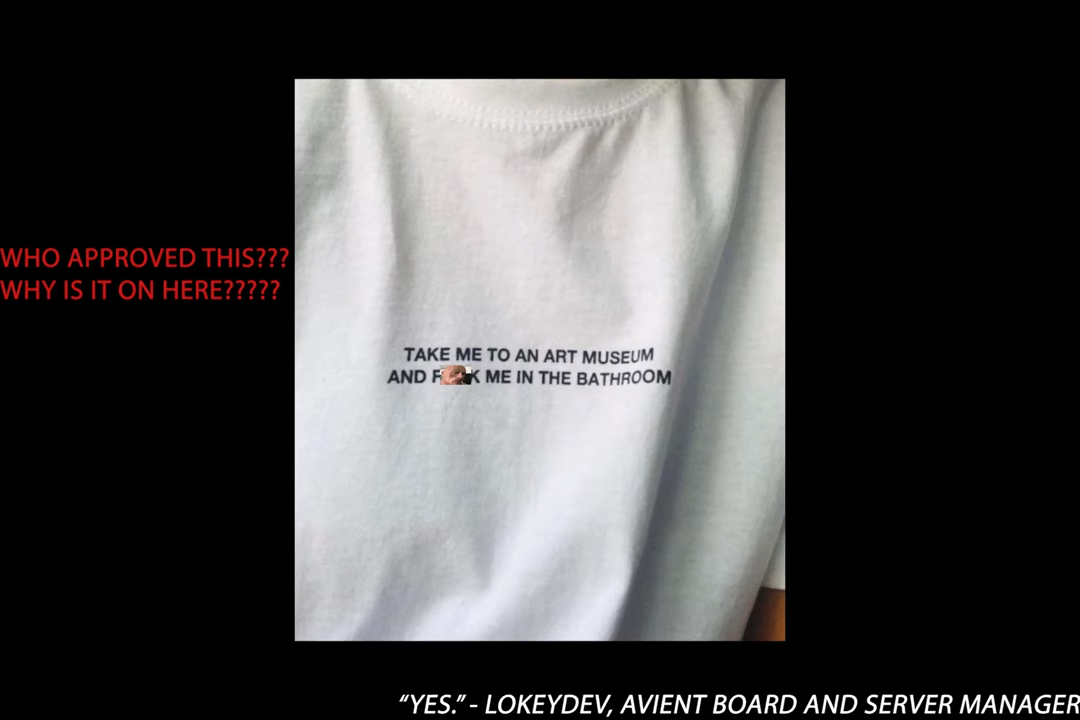 WHO APPROVED THIS???
WHY IS IT ON HERE?????
TAKE ME TO AN ART MUSEUM
AND F K ME IN THE BATHROOM
“YES.” - LOKEYDEV, AVIENT BOARD AND SERVER MANAGER